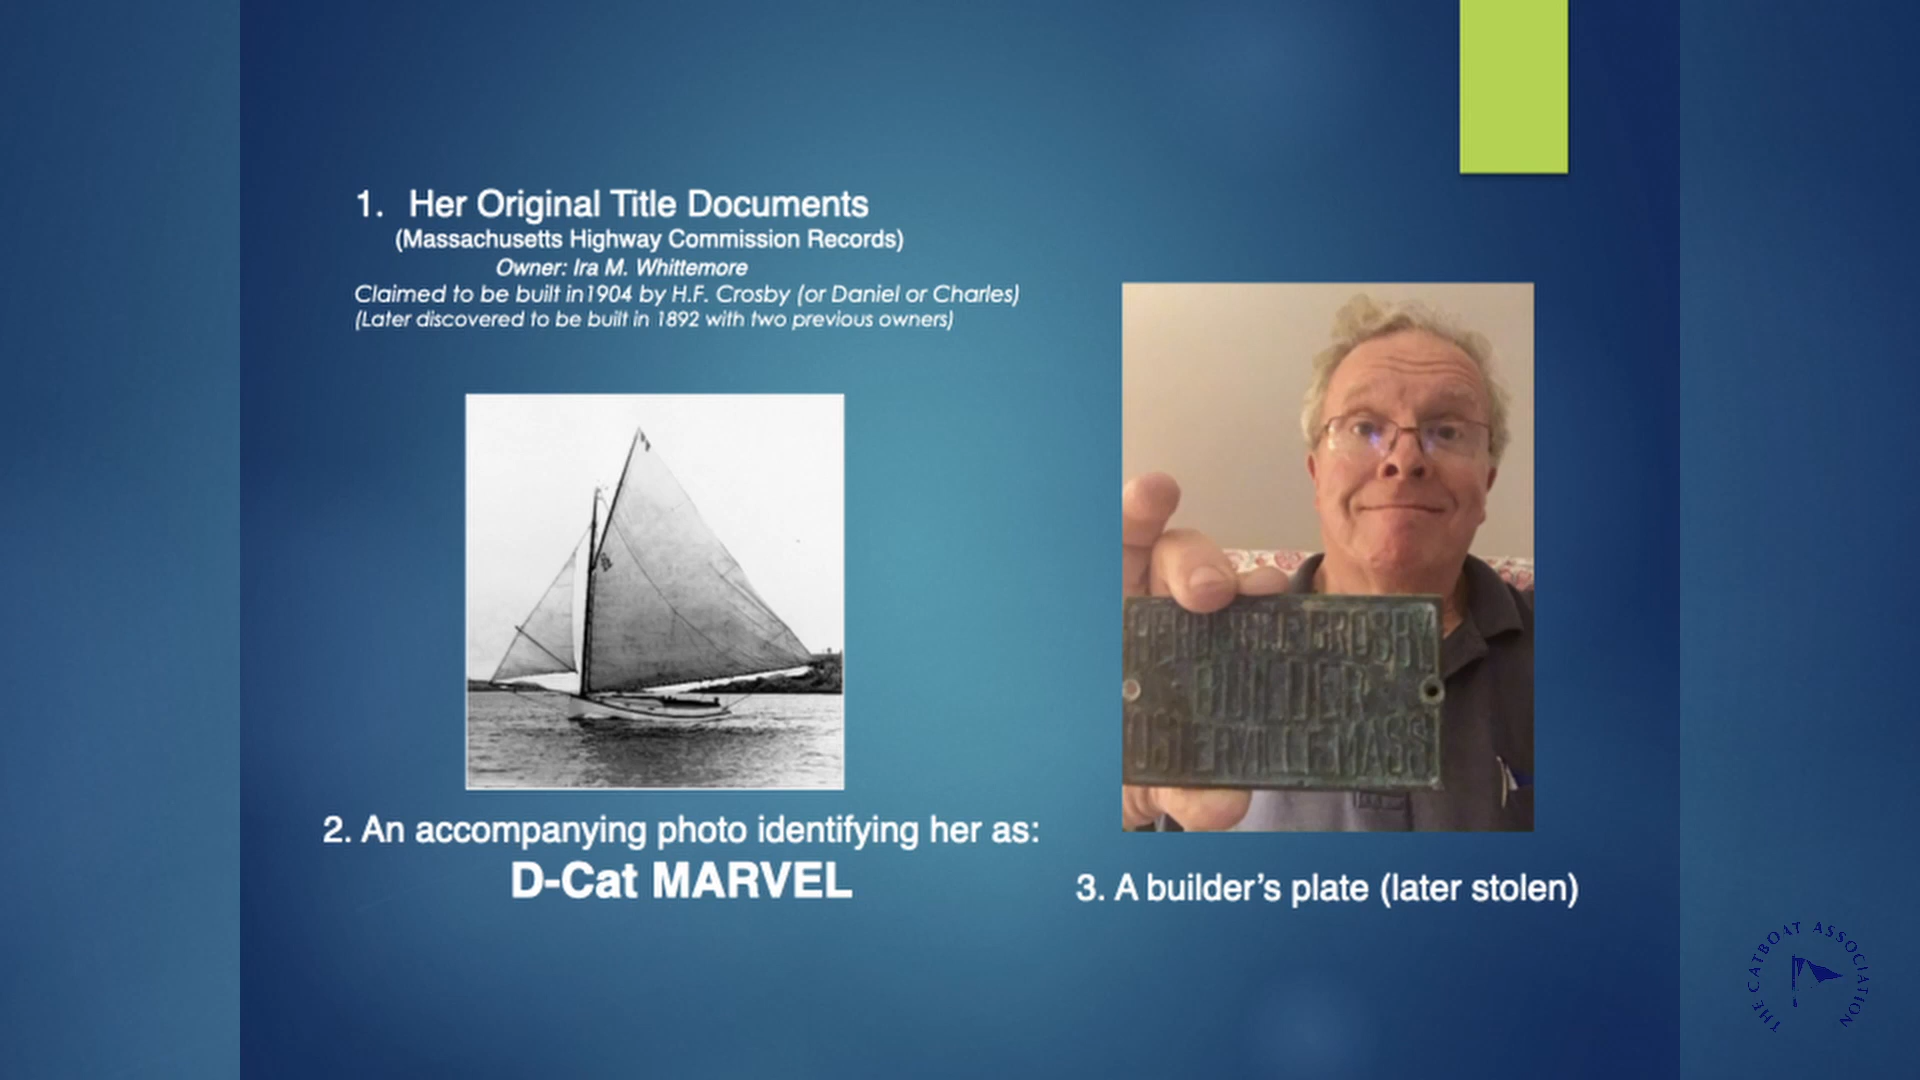 1. Her Original Title Documents
(Massachusetts Highway Commission Records)
Owner: Ira M. Whittemore
Claimed to be built in1904 by H.F. Crosby (or Daniel or Charles)
(Later discovered to be built in 1892 with two previous owners)
2. An accompanying photo identifying her as:
D-Cat MARVEL
HERBERT F CROSBY
BUILDER
OSTERVILLE MASS.
3. A builder's plate (later stolen)
THE CATBOAT ASSOCIATION